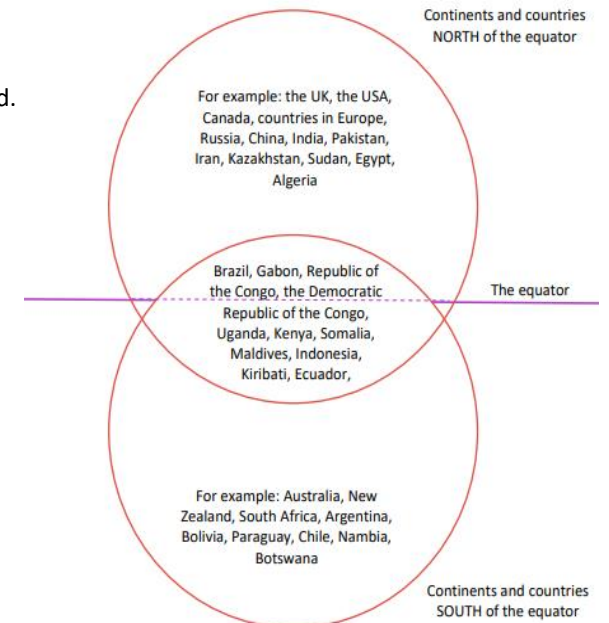 Continents and countries
NORTH of the equator
d.
For example: the UK, the USA,
Canada, countries in Europe,
Russia, China, India, Pakistan,
Iran, Kazakhstan, Sudan, Egypt,
Algeria
Brazil, Gabon, Republic of
the Congo, the Democratic
Republic of the Congo,
Uganda, Kenya, Somalia,
Maldives, Indonesia,
Kiribati, Ecuador,
The equator
For example: Australia, New
Zealand, South Africa, Argentina,
Bolivia, Paraguay, Chile, Nambia,
Botswana
Continents and countries
SOUTH of the equator